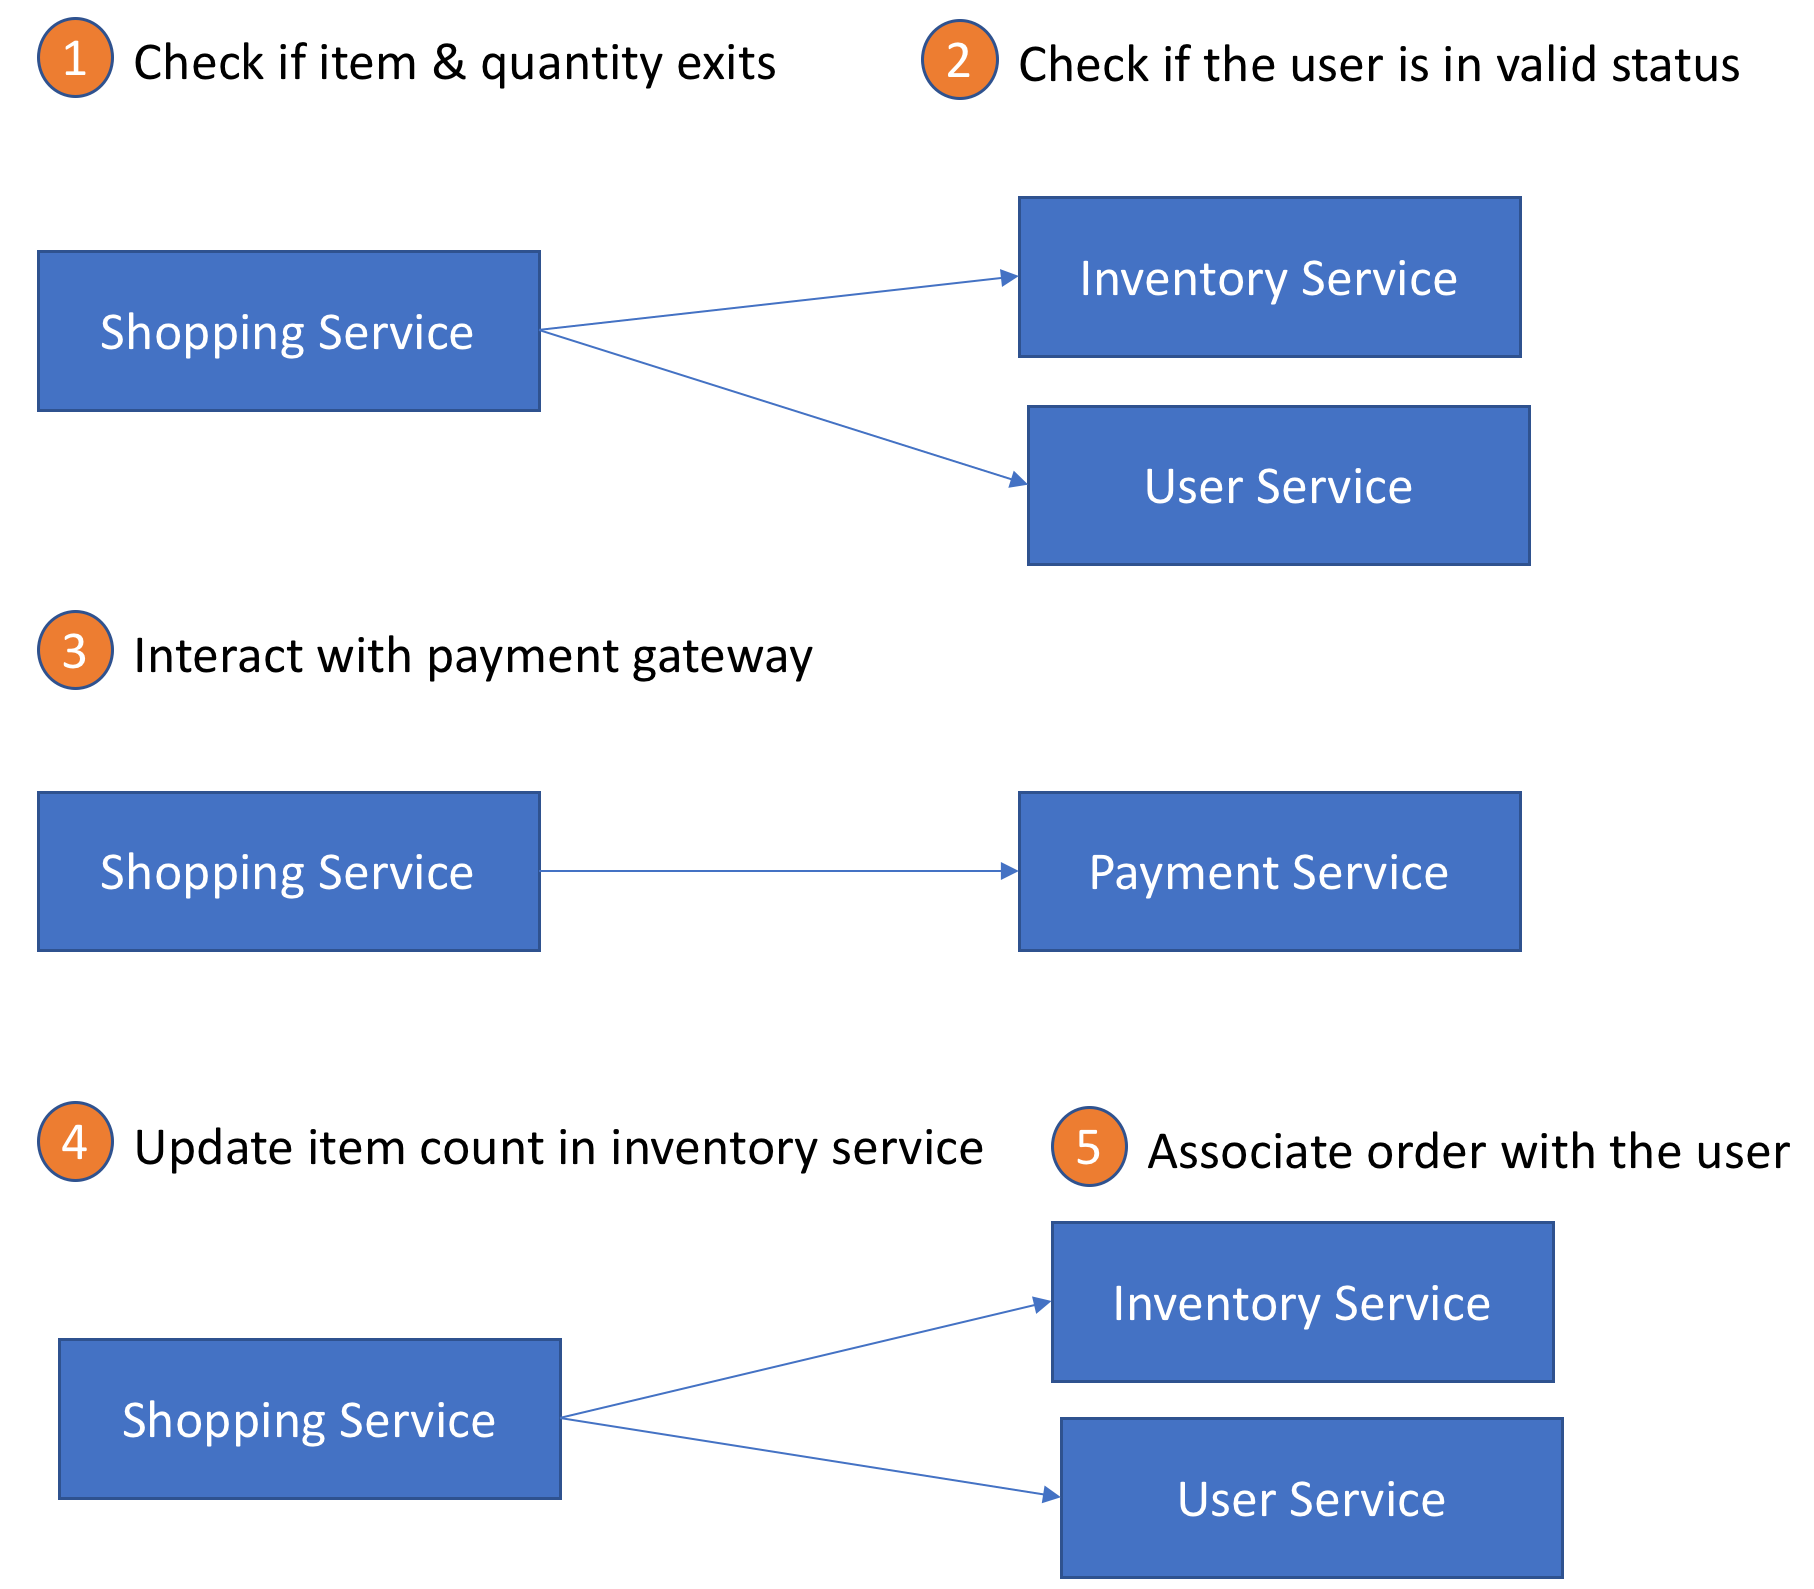 1 Check if item & quantity exits
2 Check if the user is in valid status
Shopping Service
Inventory Service
User Service
3 Interact with payment gateway
Shopping Service
Payment Service
4 Update item count in inventory service
5 Associate order with the user
Shopping Service
Inventory Service
User Service